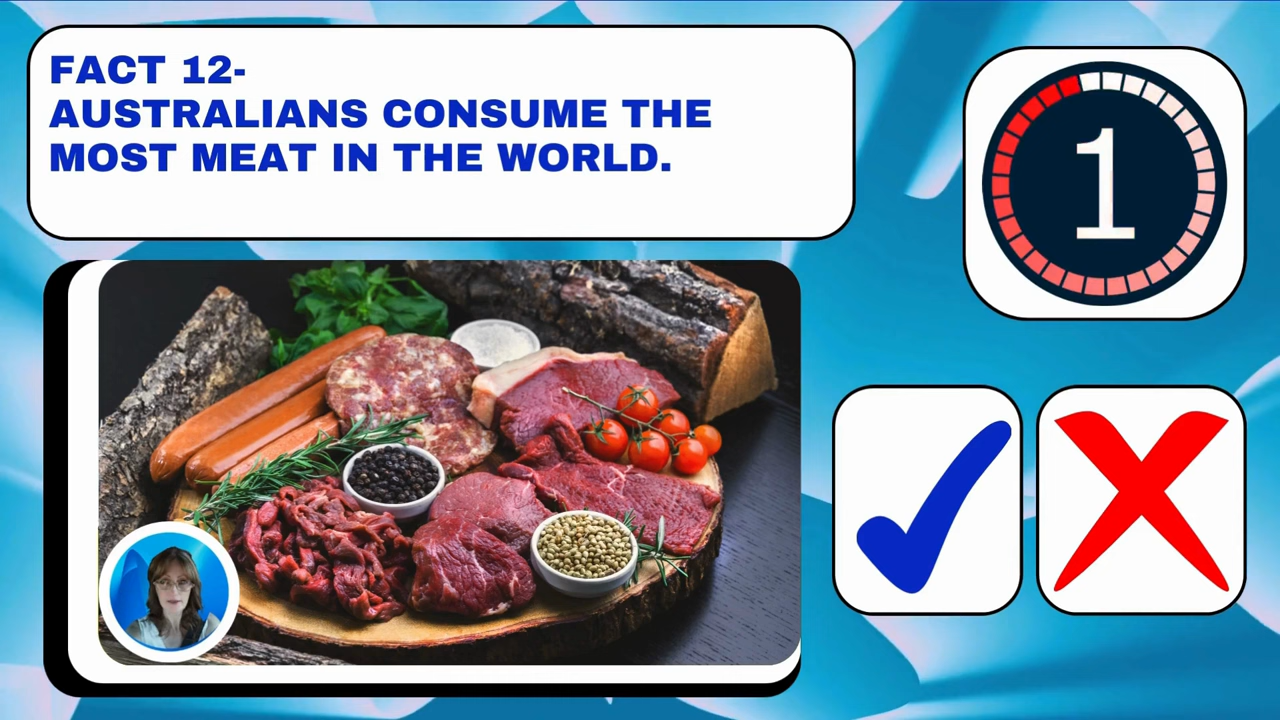 FACT 12-
AUSTRALIANS CONSUME THE
MOST MEAT IN THE WORLD.
1